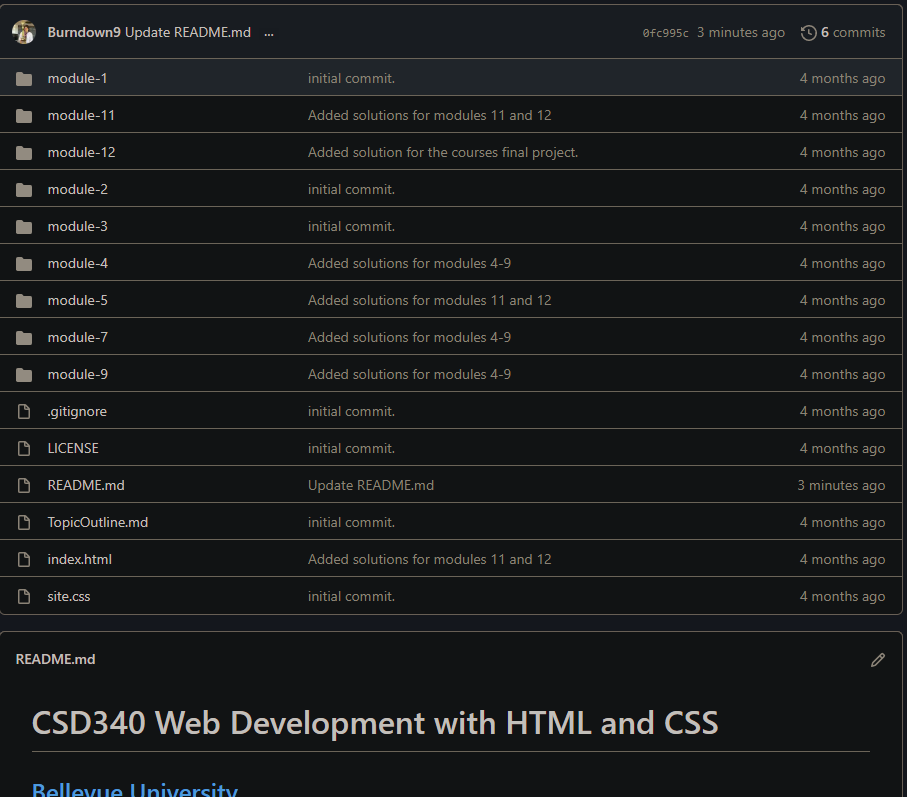 Burndown9 Update README.md ... 0fc995c 3 minutes ago 6 commits
module-1 initial commit. 4 months ago
module-11 Added solutions for modules 11 and 12 4 months ago
module-12 Added solution for the courses final project. 4 months ago
module-2 initial commit. 4 months ago
module-3 initial commit. 4 months ago
module-4 Added solutions for modules 4-9 4 months ago
module-5 Added solutions for modules 11 and 12 4 months ago
module-7 Added solutions for modules 4-9 4 months ago
module-9 Added solutions for modules 4-9 4 months ago
.gitignore initial commit. 4 months ago
LICENSE initial commit. 4 months ago
README.md Update README.md 3 minutes ago
TopicOutline.md initial commit. 4 months ago
index.html Added solutions for modules 11 and 12 4 months ago
site.css initial commit. 4 months ago
README.md
CSD340 Web Development with HTML and CSS
Bellevue University